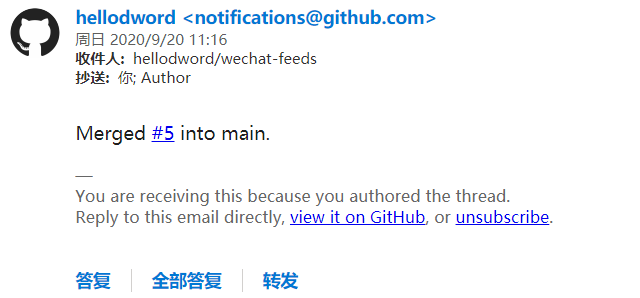 hellodword <notifications@github.com>
周日 2020/9/20 11:16
收件人: hellodword/wechat-feeds
抄送: 你; Author
Merged #5 into main.
—
You are receiving this because you authored the thread.
Reply to this email directly, view it on GitHub, or unsubscribe.
答复 全部答复 转发